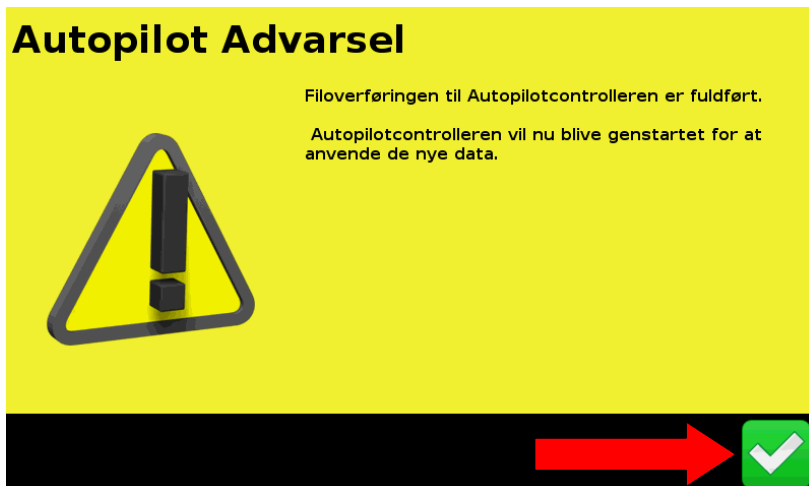 Autopilot Advarsel
Filoverføringen til Autopilotcontrolleren er fuldført.
Autopilotcontrolleren vil nu blive genstartet for at
anvende de nye data.